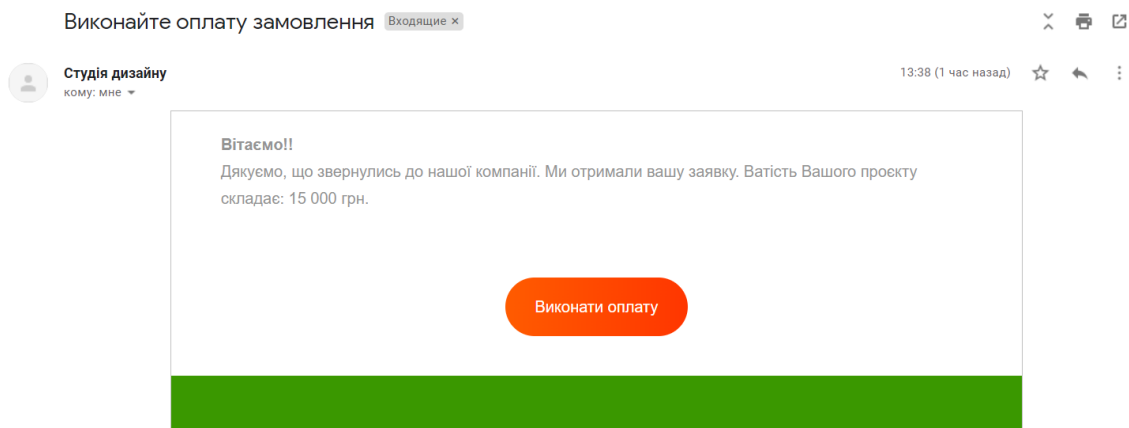 Виконайте оплату замовлення Входящие ×
Студія дизайну 13:38 (1 час назад)
кому: мне
Вітаємо!!
Дякуємо, що звернулись до нашої компанії. Ми отримали вашу заявку. Ватість Вашого проєкту
складає: 15 000 грн.
Виконати оплату